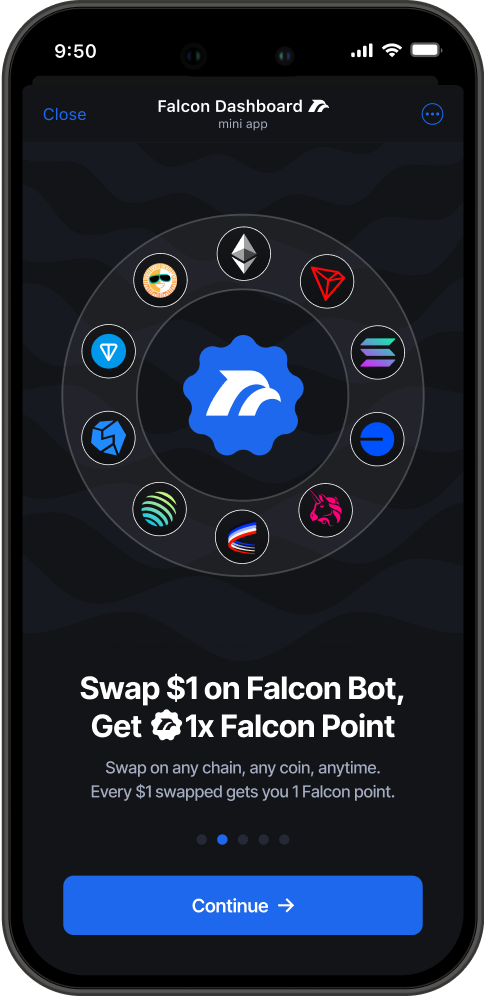 9:50
Close
Falcon Dashboard
mini app
Swap $1 on Falcon Bot,
Get 1x Falcon Point
Swap on any chain, any coin, anytime.
Every $1 swapped gets you 1 Falcon point.
Continue →